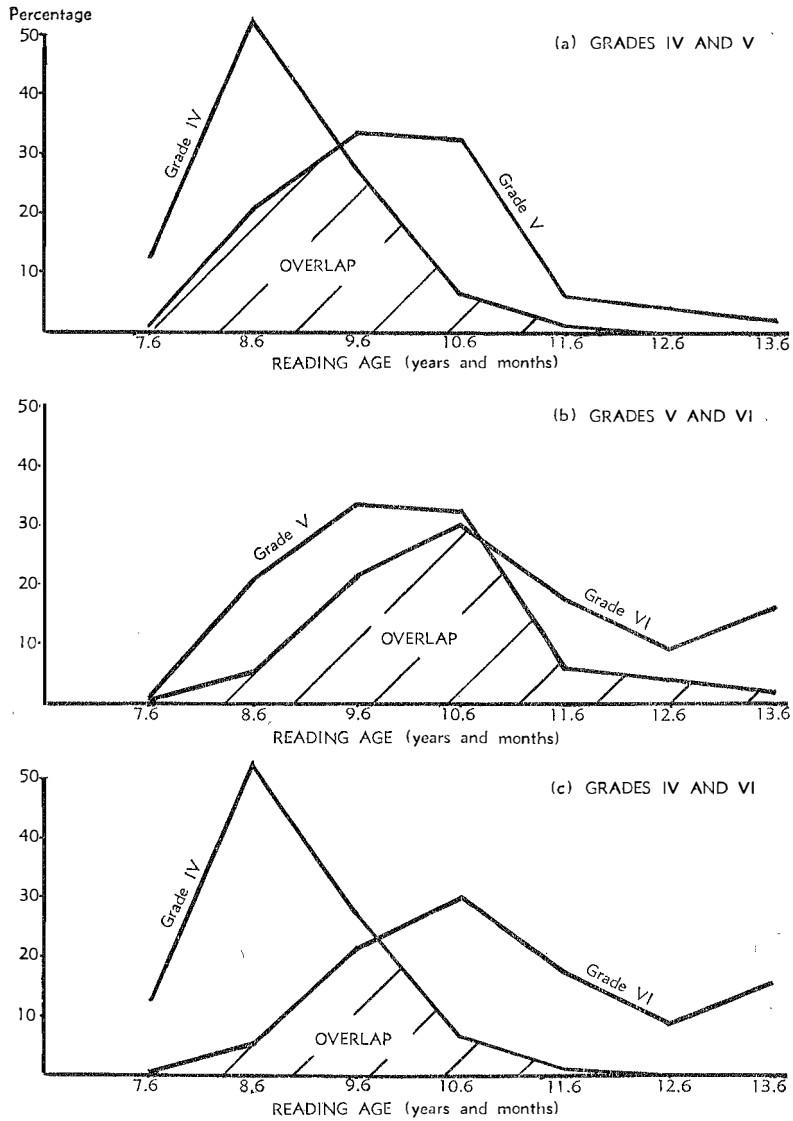 Percentage
(a) GRADES IV AND V
50
40
30
20
10
Grade IV
Grade V
OVERLAP
7.6 8.6 9.6 10.6 11.6 12.6 13.6
READING AGE (years and months)
(b) GRADES V AND VI
50
40
30
20
10
Grade V
Grade VI
OVERLAP
7.6 8.6 9.6 10.6 11.6 12.6 13.6
READING AGE (years and months)
(c) GRADES IV AND VI
50
40
30
20
10
Grade IV
Grade VI
OVERLAP
7.6 8.6 9.6 10.6 11.6 12.6 13.6
READING AGE (years and months)